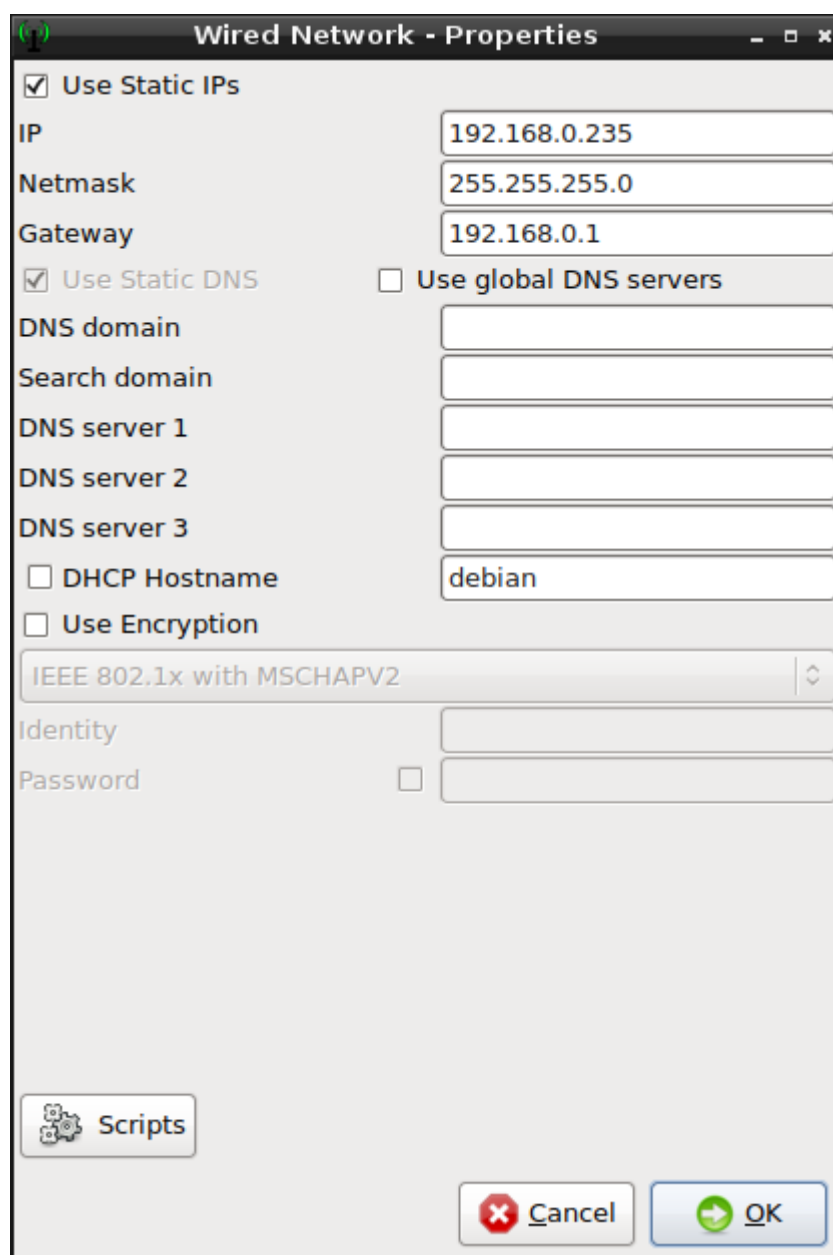 Wired Network - Properties
Use Static IPs
IP 192.168.0.235
Netmask 255.255.255.0
Gateway 192.168.0.1
Use Static DNS Use global DNS servers
DNS domain
Search domain
DNS server 1
DNS server 2
DNS server 3
DHCP Hostname debian
Use Encryption
IEEE 802.1x with MSCHAPV2
Identity
Password
Scripts
Cancel OK